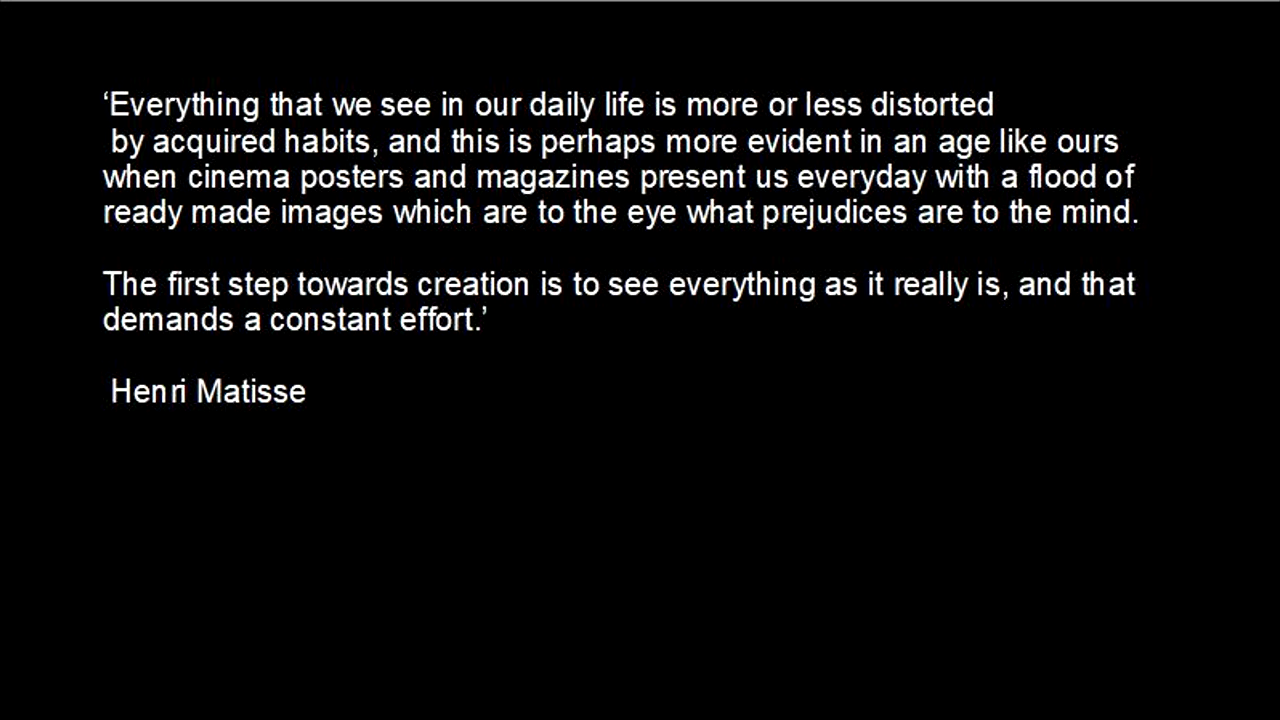 ‘Everything that we see in our daily life is more or less distorted
by acquired habits, and this is perhaps more evident in an age like ours
when cinema posters and magazines present us everyday with a flood of
ready made images which are to the eye what prejudices are to the mind.
The first step towards creation is to see everything as it really is, and that
demands a constant effort.’
Henri Matisse